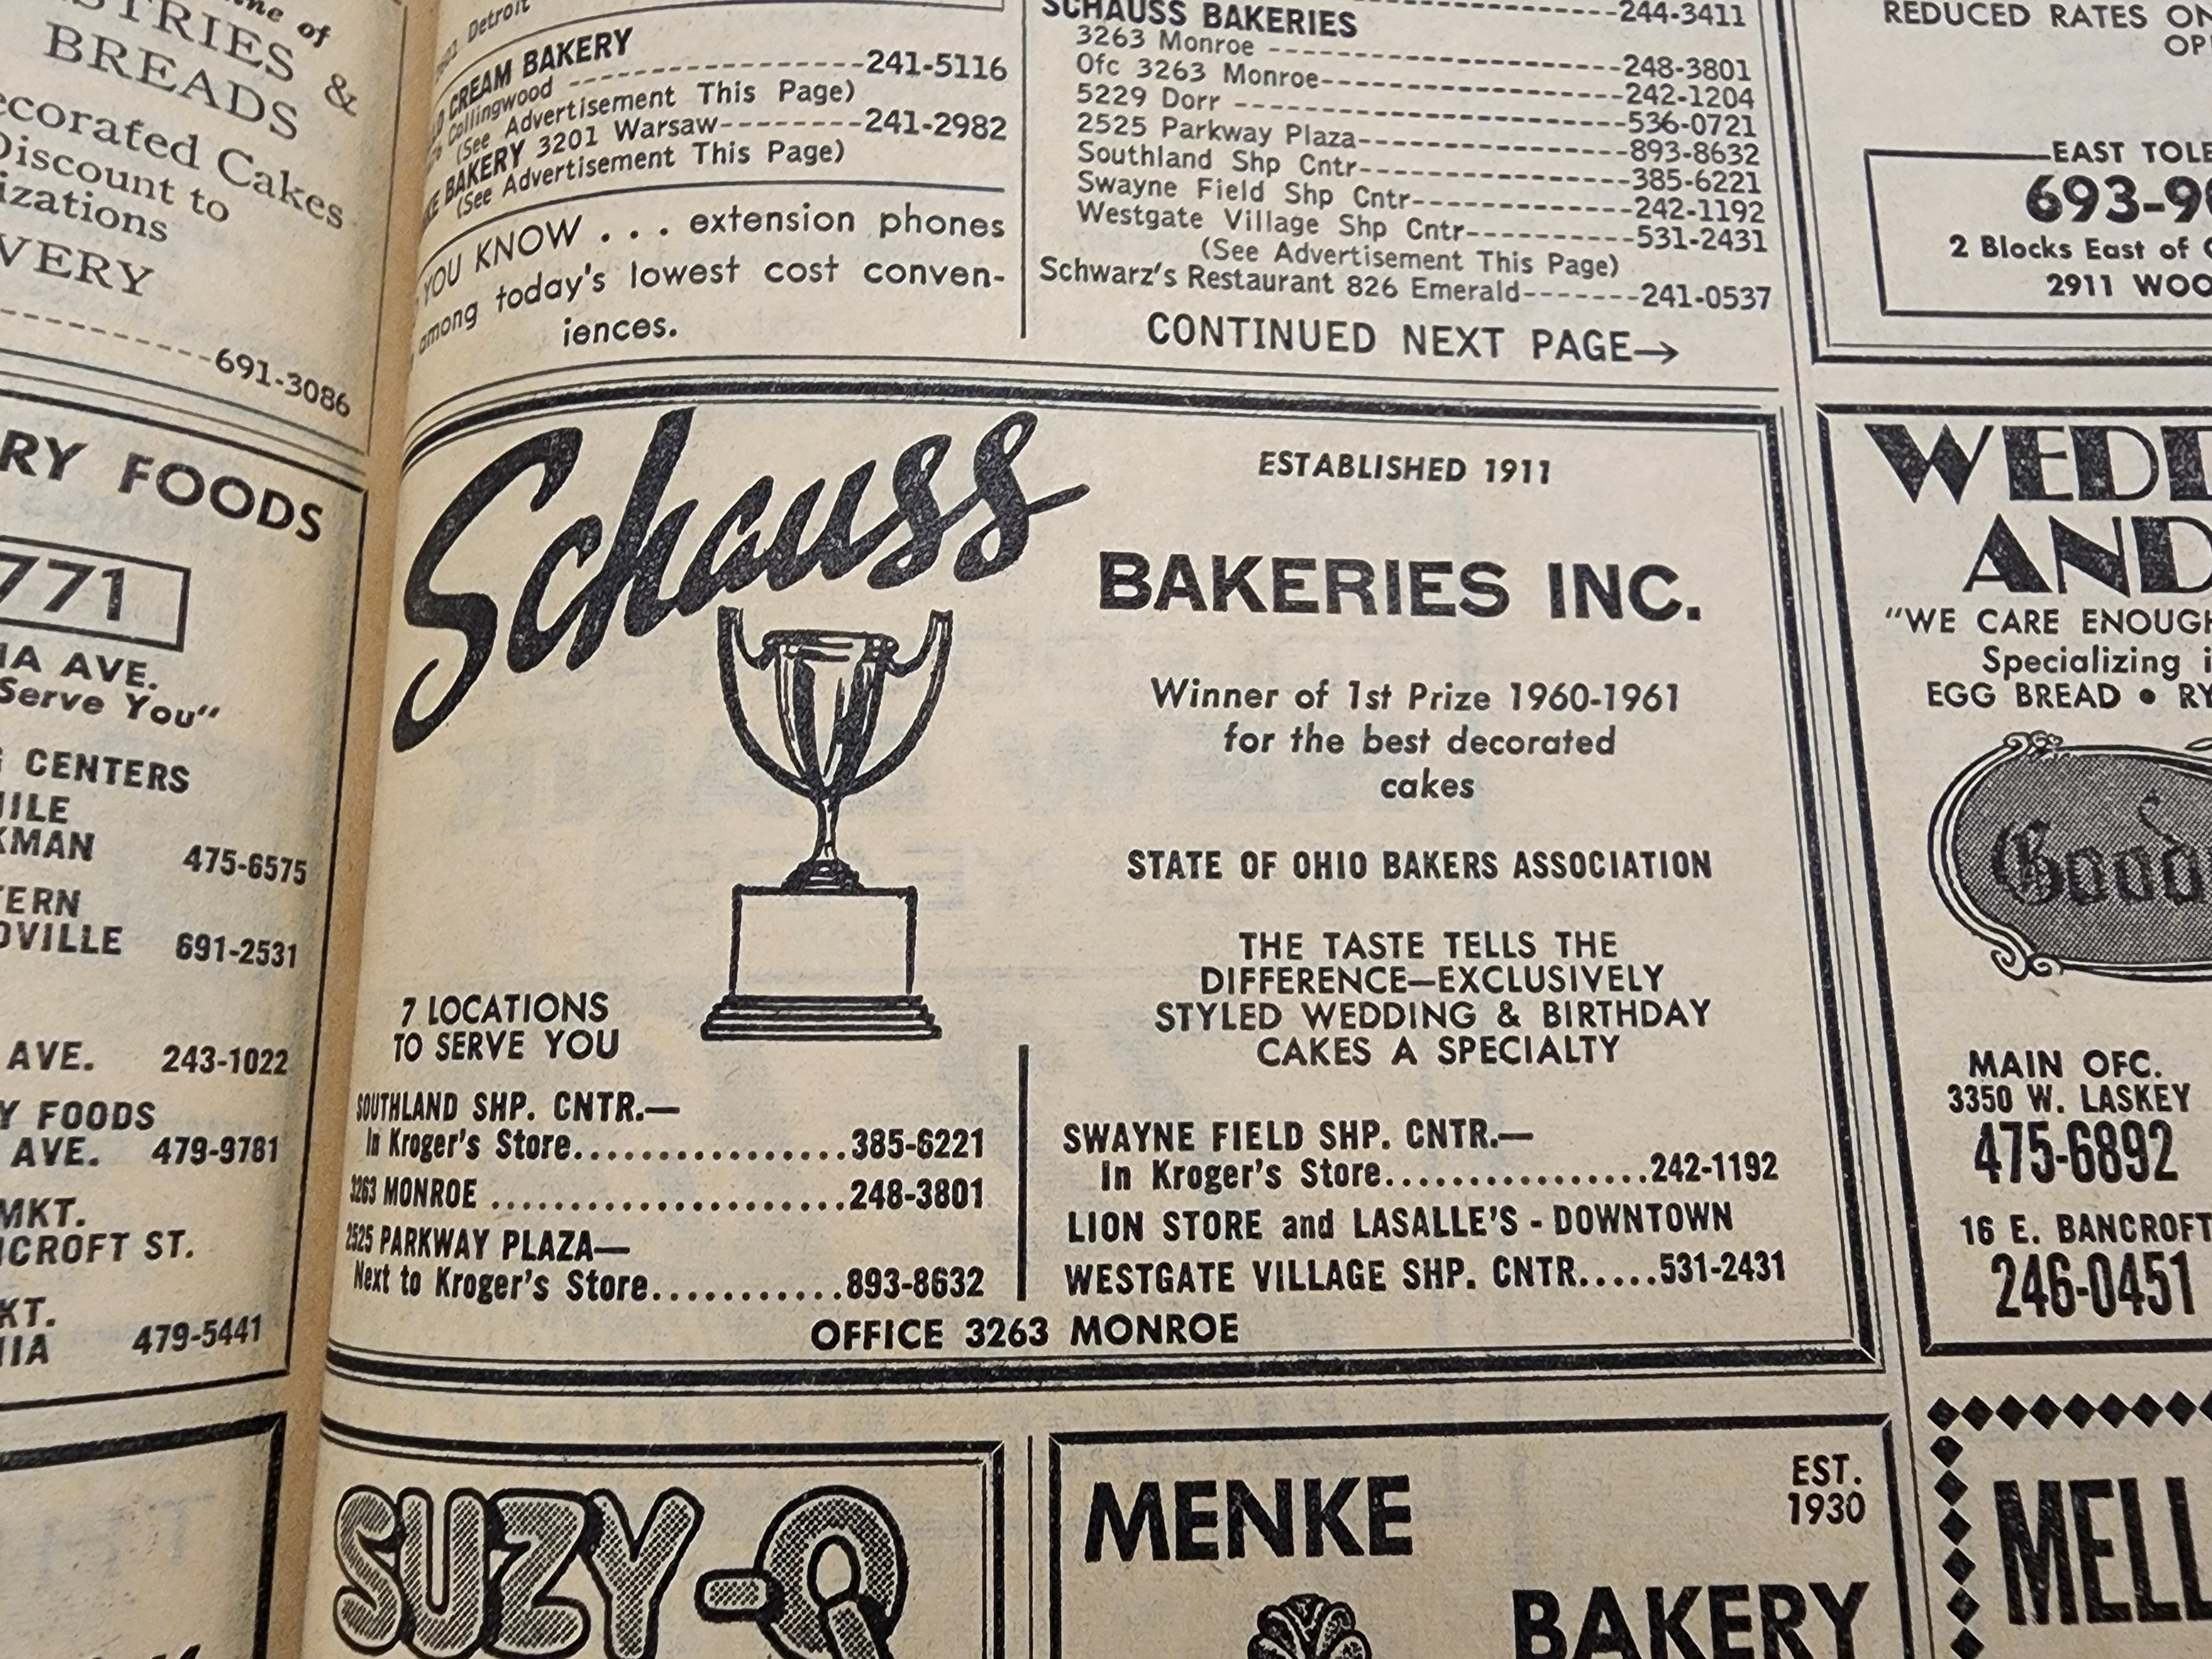 ne of
STRIES &
BREADS
ecorated Cakes
Discount to
izations
VERY
691-3086
RY FOODS
771
IA AVE.
Serve You"
CENTERS
MILE
KMAN 475-6575
TERN
OVILLE 691-2531
AVE. 243-1022
Y FOODS
AVE. 479-9781
MKT.
NCROFT ST.
KT.
IIA 479-5441
Detroit
CREAM BAKERY
Collingwood ----------------241-5116
(See Advertisement This Page)
KE BAKERY 3201 Warsaw--------241-2982
(See Advertisement This Page)
YOU KNOW . . . extension phones
among today's lowest cost conven-
iences.
244-3411
SCHAUSS BAKERIES
3263 Monroe --------------------248-3801
Ofc 3263 Monroe-----------------242-1204
5229 Dorr ----------------------536-0721
2525 Parkway Plaza--------------893-8632
Southland Shp Cntr--------------385-6221
Swayne Field Shp Cntr-----------242-1192
Westgate Village Shp Cntr--------531-2431
(See Advertisement This Page)
Schwarz's Restaurant 826 Emerald-------241-0537
CONTINUED NEXT PAGE→
Schauss
ESTABLISHED 1911
BAKERIES INC.
Winner of 1st Prize 1960-1961
for the best decorated
cakes
STATE OF OHIO BAKERS ASSOCIATION
THE TASTE TELLS THE
DIFFERENCE—EXCLUSIVELY
STYLED WEDDING & BIRTHDAY
CAKES A SPECIALTY
7 LOCATIONS
TO SERVE YOU
SOUTHLAND SHP. CNTR.—
In Kroger's Store.................385-6221
3263 MONROE ......................248-3801
2525 PARKWAY PLAZA—
Next to Kroger's Store............893-8632
SWAYNE FIELD SHP. CNTR.—
In Kroger's Store.................242-1192
LION STORE and LASALLE'S - DOWNTOWN
WESTGATE VILLAGE SHP. CNTR.....531-2431
OFFICE 3263 MONROE
SUZY-Q
MENKE
EST.
1930
BAKERY
REDUCED RATES ON
OP
EAST TOLE
693-9
2 Blocks East of
2911 WOO
WEDD
AND
"WE CARE ENOUGH
Specializing i
EGG BREAD • RY
Good
MAIN OFC.
3350 W. LASKEY
475-6892
16 E. BANCROFT
246-0451
MELL